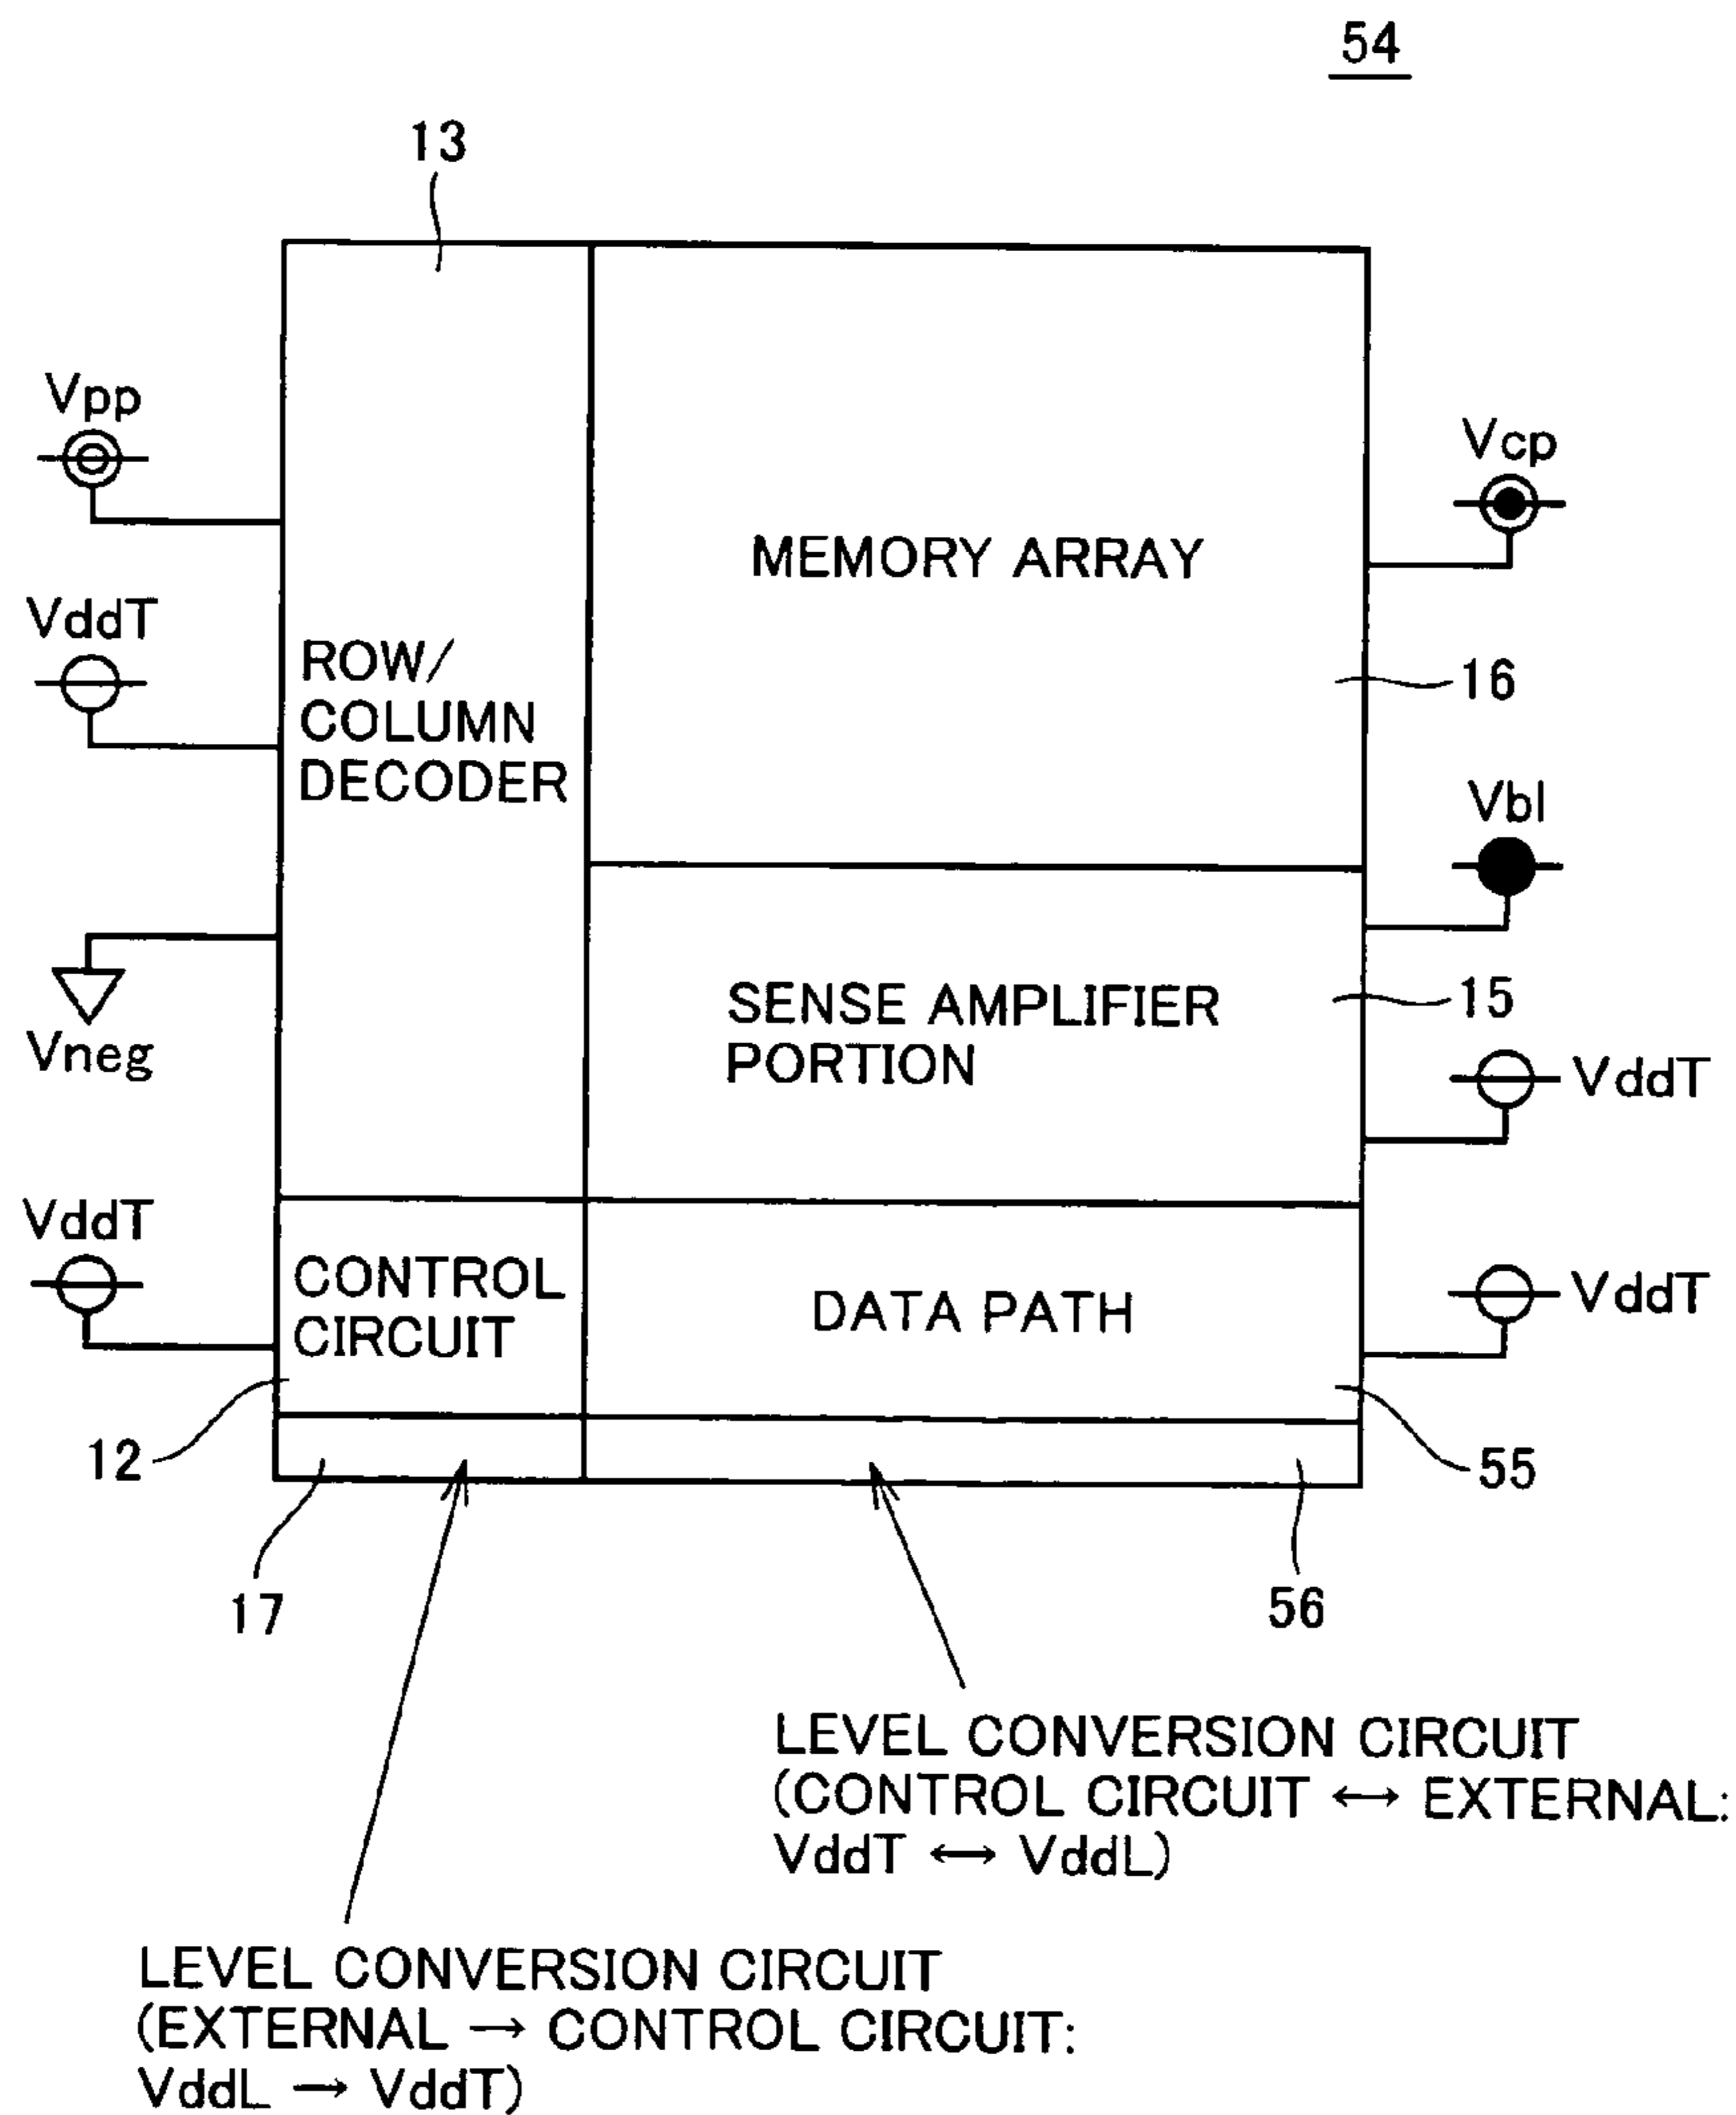 54
13
Vpp
Vcp
MEMORY ARRAY
VddT
ROW/
COLUMN
DECODER
16
Vbl
SENSE AMPLIFIER
PORTION
15
Vneg
VddT
VddT
CONTROL
CIRCUIT
DATA PATH
VddT
12
55
17
56
LEVEL CONVERSION CIRCUIT
(CONTROL CIRCUIT ↔ EXTERNAL:
VddT ↔ VddL)
LEVEL CONVERSION CIRCUIT
(EXTERNAL → CONTROL CIRCUIT:
VddL → VddT)